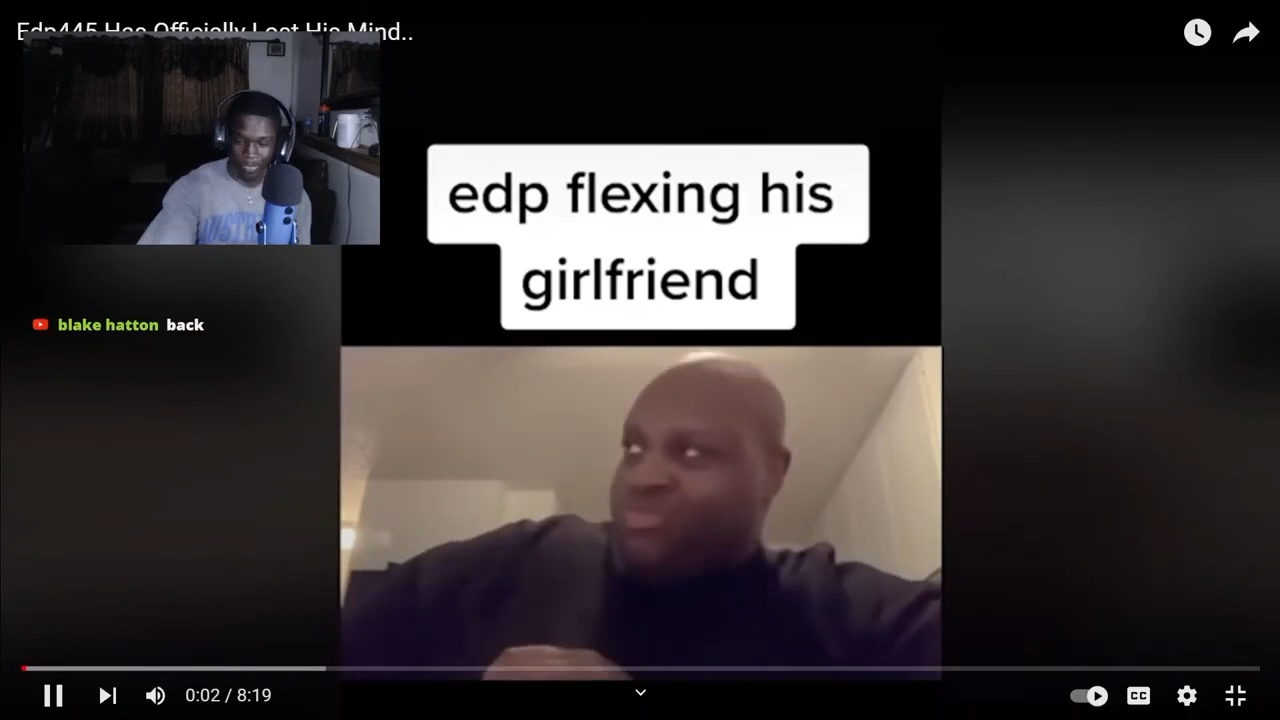 Edp445 Has Officially Lost His Mind..
edp flexing his
girlfriend
blake hatton back
0:02 / 8:19
CC